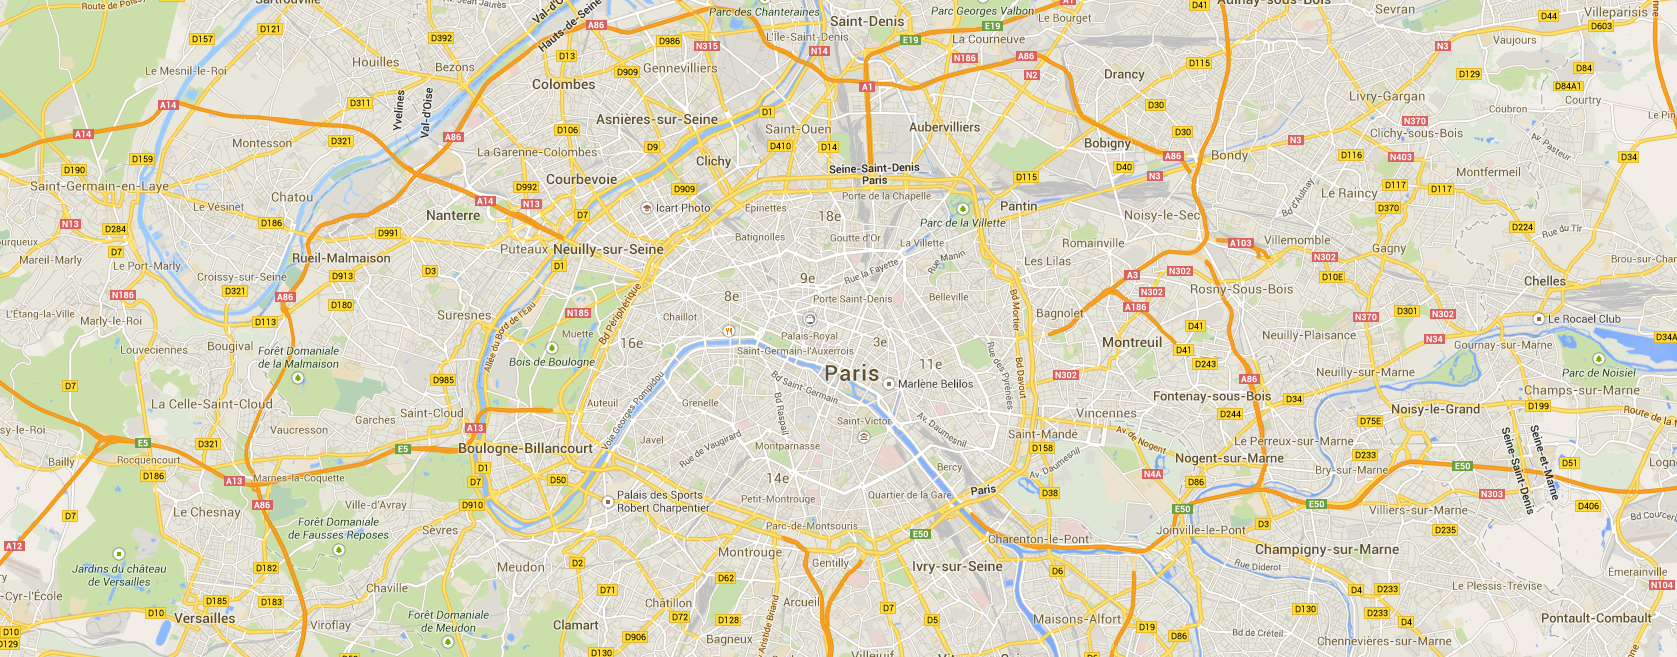 Sartrouville
Route de Poissy
D121
D157
D392
Val-d'O
Hauts-de-Seine
A86
Parc des Chanteraines
L'Île-Saint-Denis
Saint-Denis
Parc Georges Valbon
E19
A1
Le Bourget
D41
Aulnay-sous-Bois
Sevran
D44
Villeparisis
D603
Vaujours
Le Mesnil-le-Roi
Houilles
Bezons
D13
D986
N315
N14
E19
La Courneuve
N186
A86
N2
D115
N3
D129
D84
D84A1
Courtry
Colombes
D909
Gennevilliers
A1
Drancy
Livry-Gargan
Coubron
A14
D311
Yvelines
Val-d'Oise
D106
Asnières-sur-Seine
D1
Saint-Ouen
Aubervilliers
D30
D30
N370
Clichy-sous-Bois
Le Pin
A14
Montesson
D321
A86
La Garenne-Colombes
D9
D410
D14
Bobigny
N3
Av du Pasteur
D159
Clichy
Seine-Saint-Denis
Paris
A86
Bondy
D116
N403
D34
D190
Saint-Germain-en-Laye
Courbevoie
D992
D909
D115
D40
N3
Montfermeil
Chatou
Le Vésinet
A14
N13
Icart Photo
Épinettes
Porte de la Chapelle
Pantin
Bd d'Aulnay
Le Raincy
D117
D117
N13
D284
D186
Nanterre
D7
18e
Parc de la Villette
Noisy-le-Sec
D370
D224
Rue du Tir
D991
Batignolles
Goutte d'Or
La Villette
Romainville
A103
Villemomble
Gagny
D7
Mareil-Marly
Le Port-Marly
Rueil-Malmaison
Puteaux
Neuilly-sur-Seine
D1
Rue la Fayette
Rue Manin
Les Lilas
N302
Brou-sur-Chan
Croissy-sur-Seine
D913
D3
9e
A3
N302
D10E
Chelles
N186
D321
A86
D180
8e
Porte Saint-Denis
Belleville
Bd Mortier
N302
A186
Rosny-Sous-Bois
L'Étang-la-Ville
Marly-le-Roi
Louveciennes
D113
Suresnes
Allée du Bord de l'Eau
N185
Bd Périphérique
Chaillot
Bagnolet
D41
N370
D301
N302
Le Rocael Club
Bougival
Muette
16e
Palais-Royal
Saint-Germain-l'Auxerrois
3e
Montreuil
D41
Neuilly-Plaisance
N34
Gournay-sur-Marne
D34A
Forêt Domaniale
de la Malmaison
Bois de Boulogne
11e
Rue des Pyrénées
Bd Davout
D243
D7
D985
Paris
Marlène Belilos
N302
A86
Neuilly-sur-Marne
Parc de Noisiel
Champs-sur-Marne
La Celle-Saint-Cloud
Garches
Saint-Cloud
Auteuil
Voie Georges Pompidou
Grenelle
Bd Raspail
Bd Saint-Germain
Saint-Victor
Av. Daumesnil
Vincennes
Fontenay-sous-Bois
D244
D34
D75E
Noisy-le-Grand
D199
Route de la
Vaucresson
A13
E5
D321
E5
Boulogne-Billancourt
Javel
Rue de Vaugirard
Montparnasse
Saint-Mandé
D158
Av de Nogent
Le Perreux-sur-Marne
Seine-Saint-Denis
Seine-et-Marne
Bailly
Rocquencourt
D186
A13
Marnes-la-Coquette
D1
D7
D50
14e
Bercy
Av. Daumesnil
Nogent-sur-Marne
D233
Bry-sur-Marne
E50
D51
Logn
A86
D910
Palais des Sports
Robert Charpentier
Petit-Montrouge
Quartier de la Gare
Paris
D38
N4A
D86
E50
E50
N303
D406
D7
Le Chesnay
Ville-d'Avray
Sèvres
Parc-de-Montsouris
Joinville-le-Pont
D3
Villiers-sur-Marne
D235
Bd Courcer
A12
Forêt Domaniale
de Fausses Reposes
Montrouge
E50
Charenton-le-Pont
Champigny-sur-Marne
Jardins du château
de Versailles
D182
Meudon
D2
Gentilly
Ivry-sur-Seine
D6
Rue Diderot
Émerainville
-Cyr-l'École
Chaville
D62
D71
Le Plessis-Trévise
N104
D10
D185
D183
Versailles
Viroflay
Forêt Domaniale
de Meudon
Châtillon
D72
D128
Arcueil
D7
D5
Maisons-Alfort
D4
D233
D130
D233
D4
Pontault-Combault
D10
D129
Clamart
D906
Bagneux
Aristide Briand
D19
D86
Bd de Créteil
Chennevières-sur-Marne
D130
Villejuif